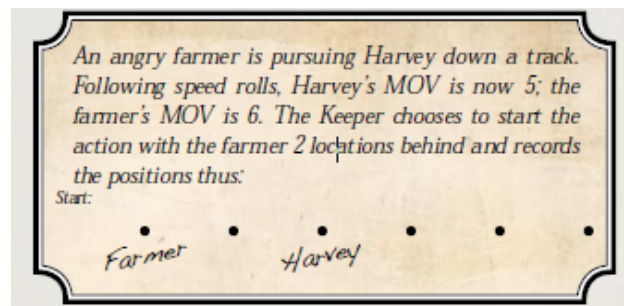 An angry farmer is pursuing Harvey down a track.
Following speed rolls, Harvey's MOV is now 5; the
farmer's MOV is 6. The Keeper chooses to start the
action with the farmer 2 locations behind and records
the positions thus:
Start:
Farmer Harvey